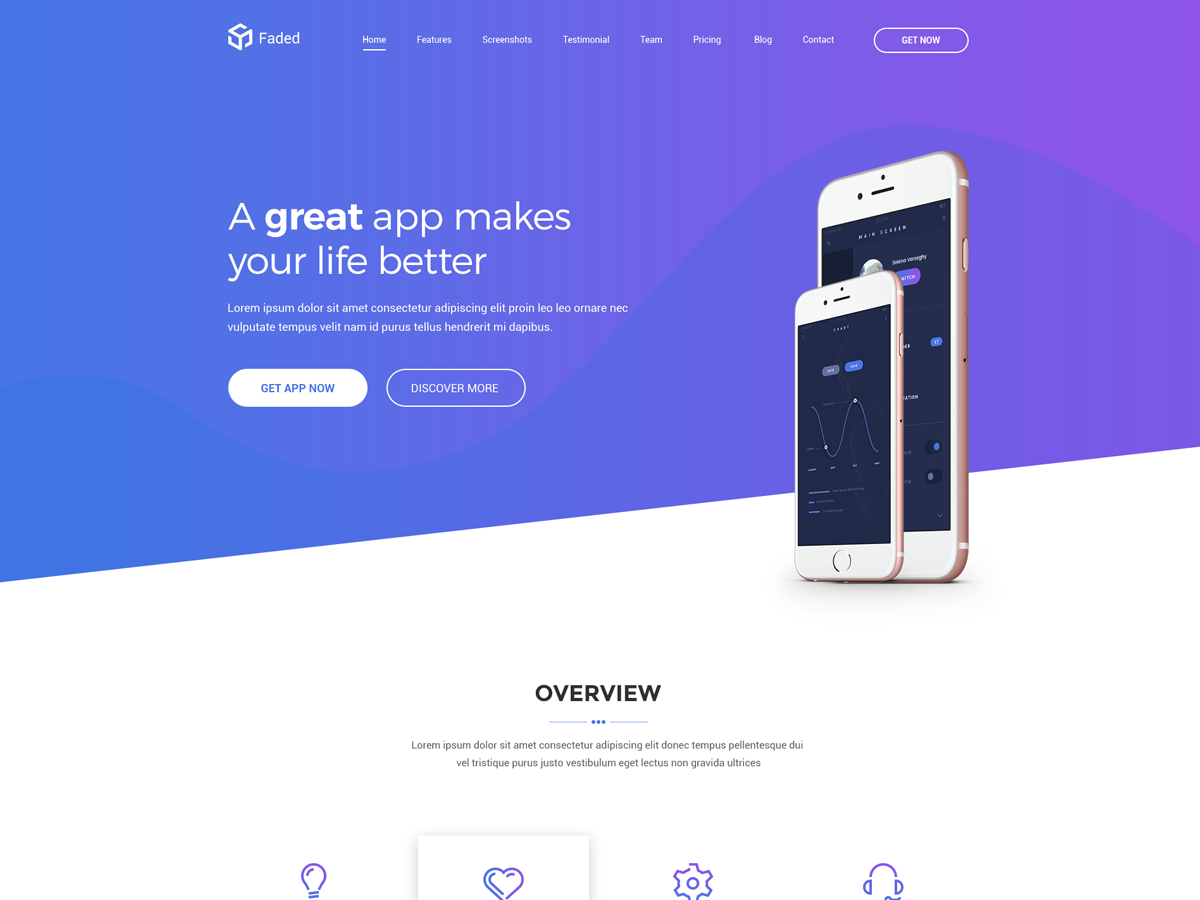 Faded
Home Features Screenshots Testimonial Team Pricing Blog Contact GET NOW
A great app makes
your life better
Lorem ipsum dolor sit amet consectetur adipiscing elit proin leo leo ornare nec
vulputate tempus velit nam id purus tellus hendrerit mi dapibus.
GET APP NOW DISCOVER MORE
MAIN SCREEN
Selena Verseghy
CHART
OVERVIEW
Lorem ipsum dolor sit amet consectetur adipiscing elit donec tempus pellentesque dui
vel tristique purus justo vestibulum eget lectus non gravida ultrices